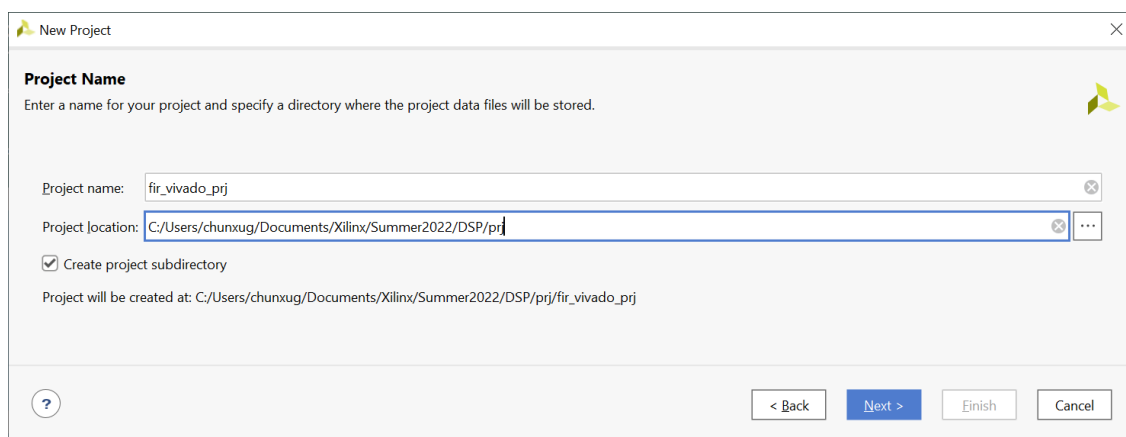 New Project
Project Name
Enter a name for your project and specify a directory where the project data files will be stored.
Project name: fir_vivado_prj
Project location: C:/Users/chunxug/Documents/Xilinx/Summer2022/DSP/prj ...
Create project subdirectory
Project will be created at: C:/Users/chunxug/Documents/Xilinx/Summer2022/DSP/prj/fir_vivado_prj
? < Back Next > Finish Cancel